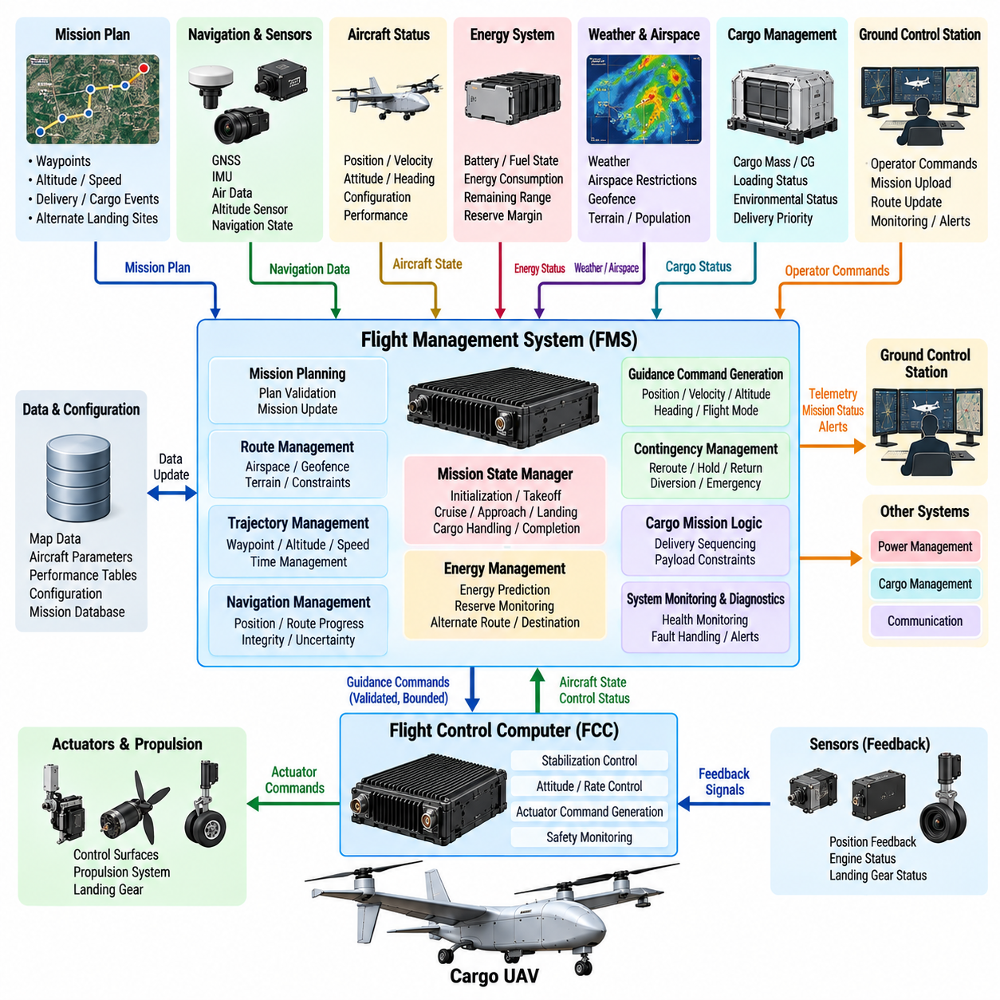 Mission Plan
• Waypoints
• Altitude / Speed
• Delivery / Cargo Events
• Alternate Landing Sites
Navigation & Sensors
GNSS
IMU
Air Data
Altitude Sensor
Navigation State
Aircraft Status
Position / Velocity
Attitude / Heading
Configuration
Performance
Energy System
Battery / Fuel State
Energy Consumption
Remaining Range
Reserve Margin
Weather & Airspace
Weather
Airspace Restrictions
Geofence
Terrain / Population
Cargo Management
Cargo Mass / CG
Loading Status
Environmental Status
Delivery Priority
Ground Control Station
Operator Commands
Mission Upload
Route Update
Monitoring / Alerts
Mission Plan
Navigation Data
Aircraft State
Energy Status
Weather / Airspace
Cargo Status
Operator Commands
Flight Management System (FMS)
Mission Planning
Plan Validation
Mission Update
Route Management
Airspace / Geofence
Terrain / Constraints
Trajectory Management
Waypoint / Altitude / Speed
Time Management
Navigation Management
Position / Route Progress
Integrity / Uncertainty
Mission State Manager
Initialization / Takeoff
Cruise / Approach / Landing
Cargo Handling / Completion
Energy Management
Energy Prediction
Reserve Monitoring
Alternate Route / Destination
Guidance Command Generation
Position / Velocity / Altitude
Heading / Flight Mode
Contingency Management
Reroute / Hold / Return
Diversion / Emergency
Cargo Mission Logic
Delivery Sequencing
Payload Constraints
System Monitoring & Diagnostics
Health Monitoring
Fault Handling / Alerts
Data & Configuration
Map Data
Aircraft Parameters
Performance Tables
Configuration
Mission Database
Data
Update
Telemetry
Mission Status
Alerts
Ground Control
Station
Other Systems
Power Management
Cargo Management
Communication
Guidance Commands
(Validated, Bounded)
Aircraft State
Control Status
Flight Control Computer (FCC)
Stabilization Control
Attitude / Rate Control
Actuator Command Generation
Safety Monitoring
Actuators & Propulsion
Control Surfaces
Propulsion System
Landing Gear
Actuator
Commands
Feedback
Signals
Sensors (Feedback)
Position Feedback
Engine Status
Landing Gear Status
Cargo UAV